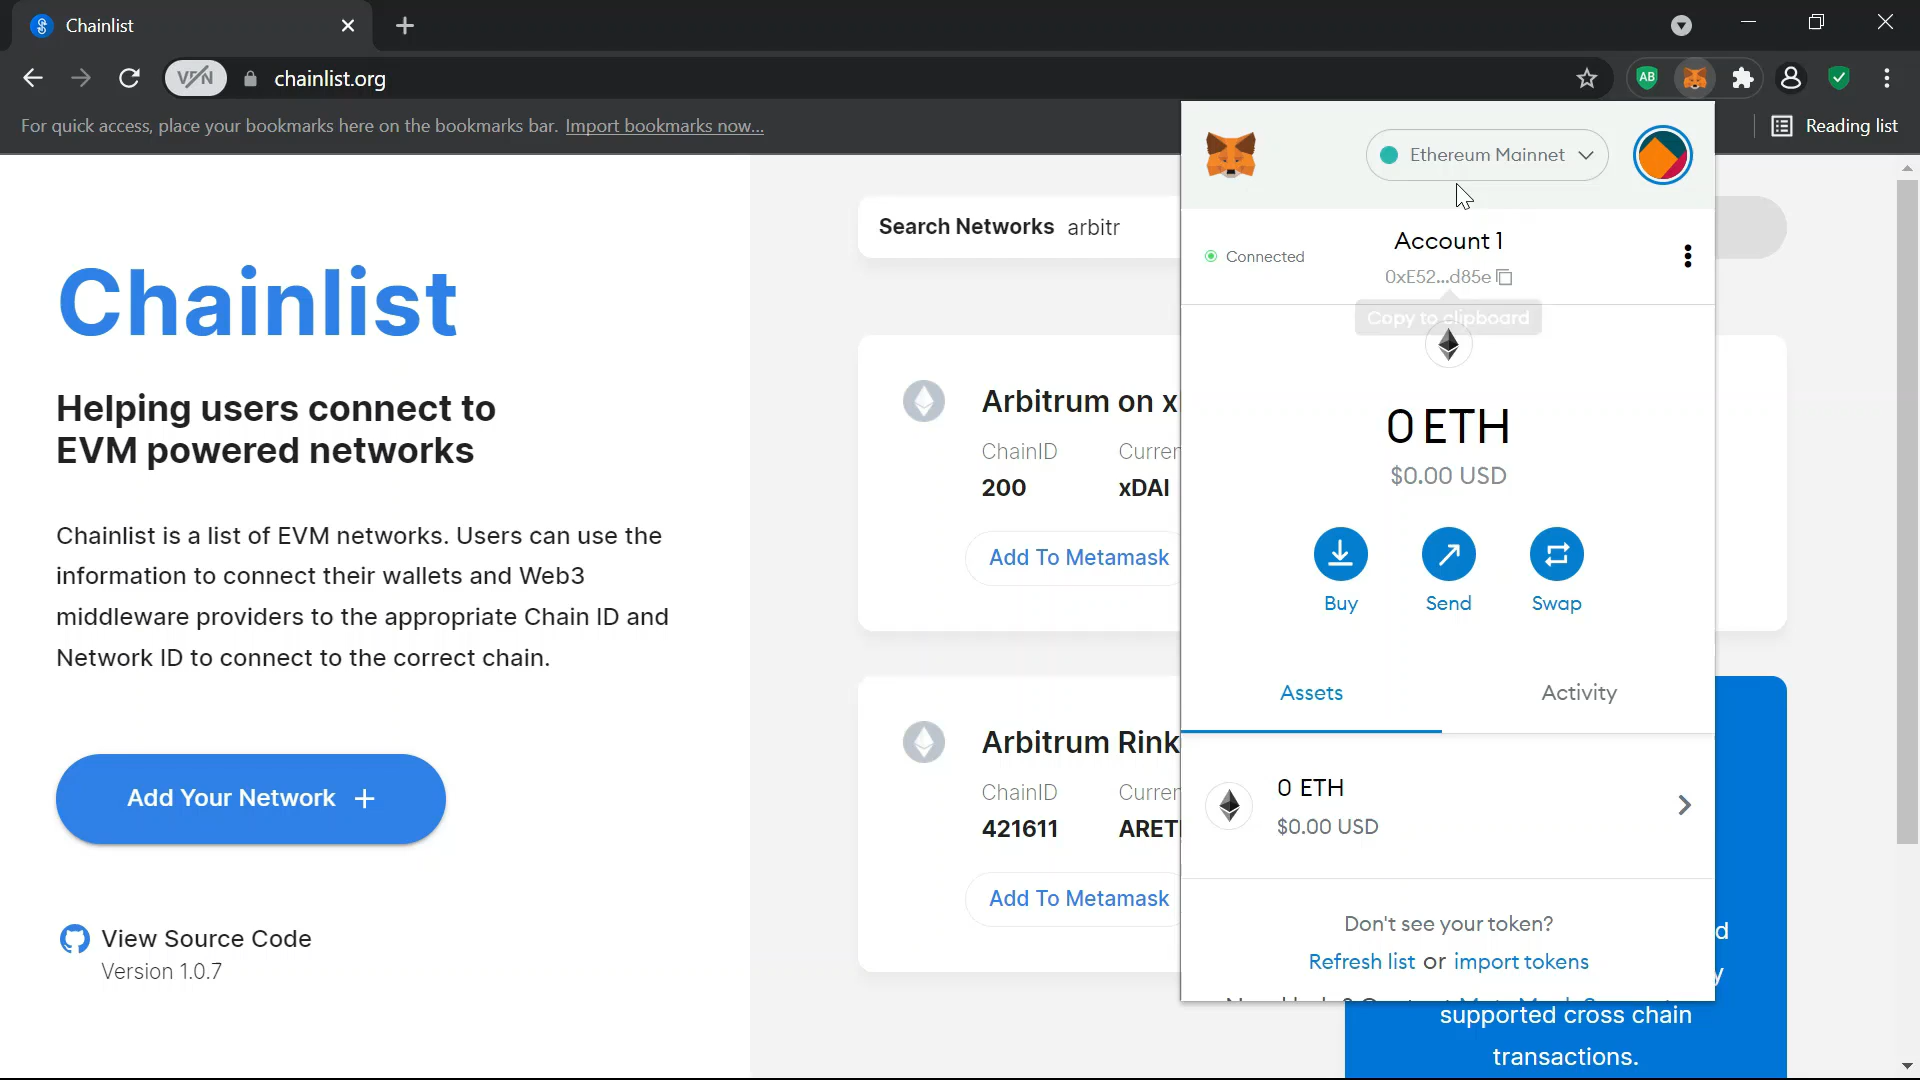 Chainlist
VPN
chainlist.org
AB
For quick access, place your bookmarks here on the bookmarks bar. Import bookmarks now...
Reading list
Chainlist
Helping users connect to
EVM powered networks
Chainlist is a list of EVM networks. Users can use the
information to connect their wallets and Web3
middleware providers to the appropriate Chain ID and
Network ID to connect to the correct chain.
Add Your Network +
View Source Code
Version 1.0.7
Search Networks arbitr
Arbitrum on x
ChainID Curren
200 xDAI
Add To Metamask
Arbitrum Rink
ChainID Curren
421611 ARET
Add To Metamask
Ethereum Mainnet
Connected
Account 1
0xE52...d85e
Copy to clipboard
0 ETH
$0.00 USD
Buy
Send
Swap
Assets
Activity
0 ETH
$0.00 USD
Don't see your token?
Refresh list or import tokens
d
y
supported cross chain
transactions.